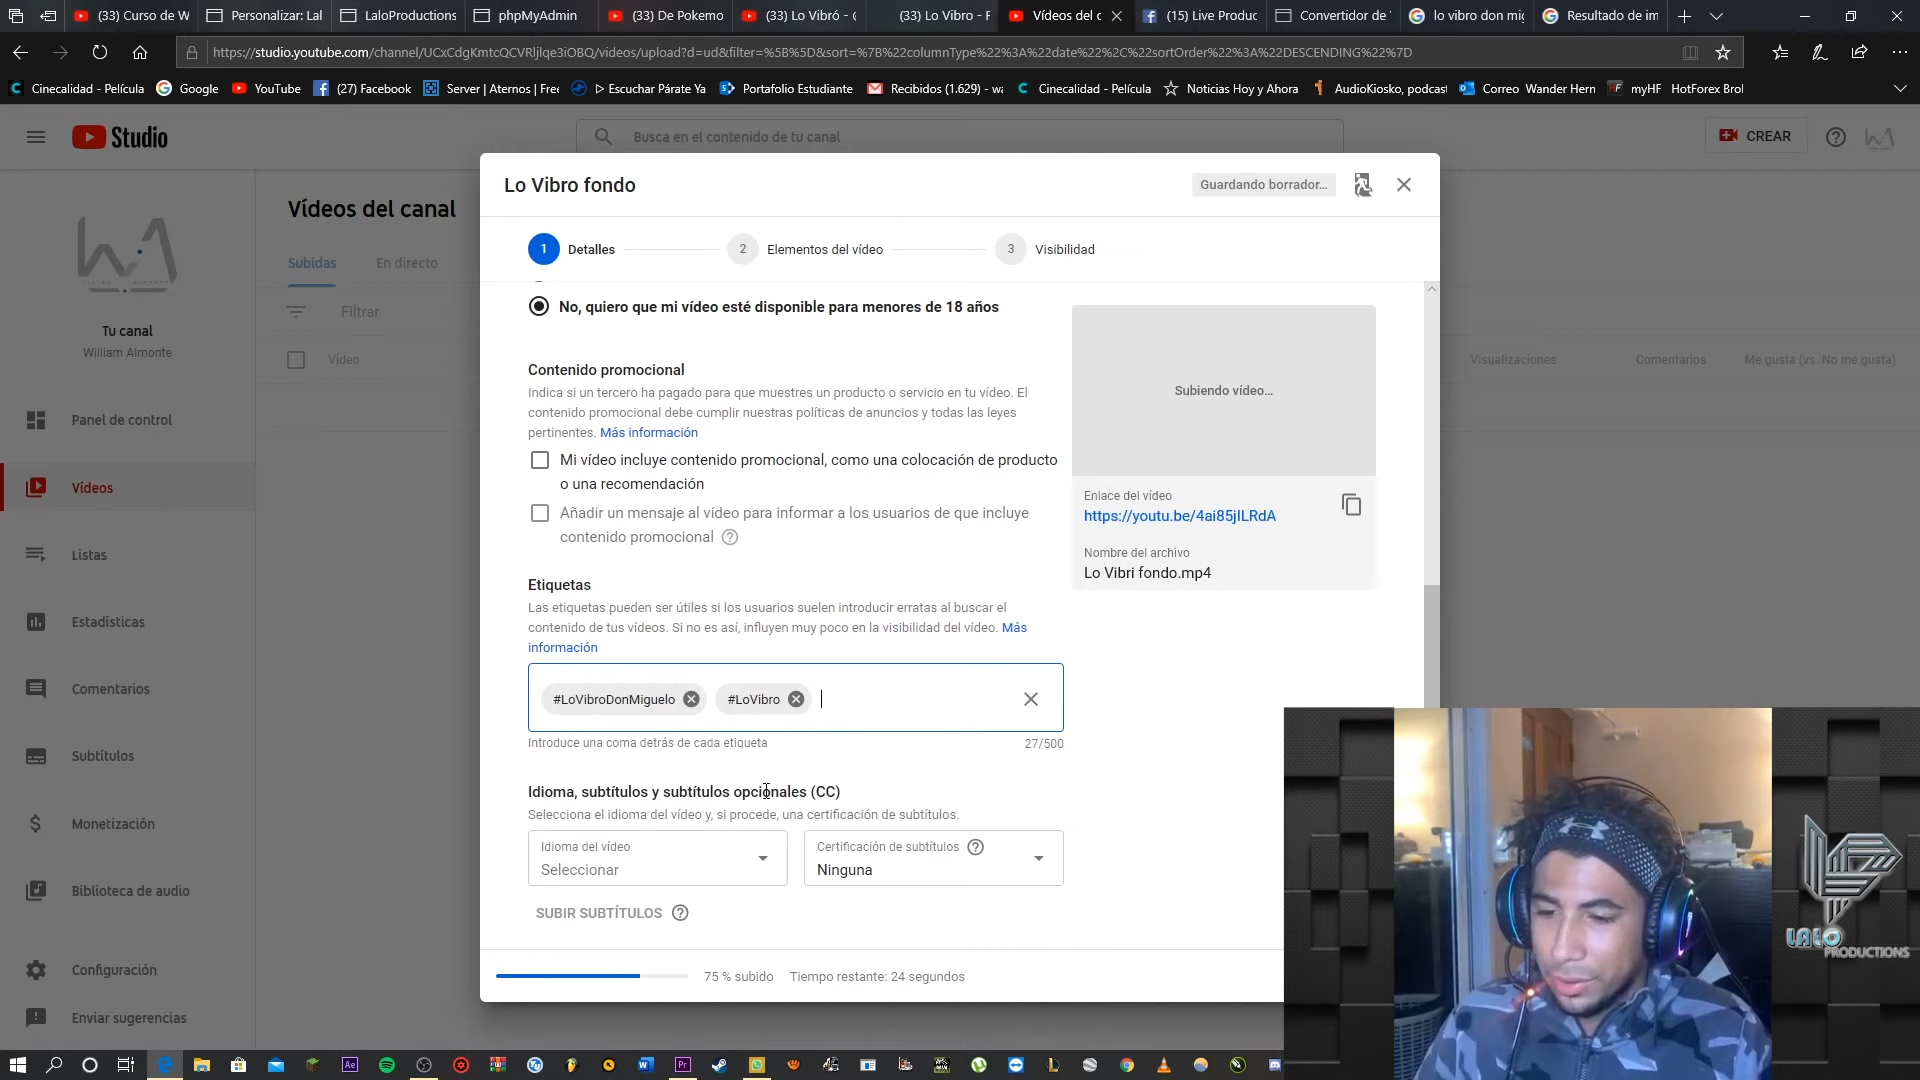 (33) Curso de W
Personalizar: Lal
LaloProductions
phpMyAdmin
(33) De Pokemo
(33) Lo Vibró - (
(33) Lo Vibro - F
Vídeos del c
(15) Live Produc
Convertidor de
lo vibro don mig
Resultado de im
https://studio.youtube.com/channel/UCxCdgKmtcQCVRljlqe3iOBQ/videos/upload?d=ud&filter=%5B%5D&sort=%7B%22columnType%22%3A%22date%22%2C%22sortOrder%22%3A%22DESCENDING%22%7D
Cinecalidad - Película
Google
YouTube
(27) Facebook
Server | Aternos | Free
▷ Escuchar Párate Ya
Portafolio Estudiante
Recibidos (1.629) - wa
Cinecalidad - Película
Noticias Hoy y Ahora
AudioKiosko, podcast
Correo Wander Hern
myHF HotForex Brol
Studio
Busca en el contenido de tu canal
CREAR
Tu canal
William Almonte
Panel de control
Vídeos
Listas
Estadísticas
Comentarios
Subtítulos
Monetización
Biblioteca de audio
Configuración
Enviar sugerencias
Vídeos del canal
Subidas
En directo
Filtrar
Vídeo
Visualizaciones
Comentarios
Me gusta (vs. No me gusta)
Lo Vibro fondo
Guardando borrador...
1 Detalles
2 Elementos del vídeo
3 Visibilidad
No, quiero que mi vídeo esté disponible para menores de 18 años
Contenido promocional
Indica si un tercero ha pagado para que muestres un producto o servicio en tu vídeo. El
contenido promocional debe cumplir nuestras políticas de anuncios y todas las leyes
pertinentes. Más información
Mi vídeo incluye contenido promocional, como una colocación de producto
o una recomendación
Añadir un mensaje al vídeo para informar a los usuarios de que incluye
contenido promocional
Etiquetas
Las etiquetas pueden ser útiles si los usuarios suelen introducir erratas al buscar el
contenido de tus vídeos. Si no es así, influyen muy poco en la visibilidad del vídeo. Más
información
#LoVibroDonMiguelo
#LoVibro
Introduce una coma detrás de cada etiqueta
27/500
Idioma, subtítulos y subtítulos opcionales (CC)
Selecciona el idioma del vídeo y, si procede, una certificación de subtítulos.
Idioma del vídeo
Seleccionar
Certificación de subtítulos
Ninguna
SUBIR SUBTÍTULOS
75 % subido
Tiempo restante: 24 segundos
Subiendo vídeo...
Enlace del vídeo
https://youtu.be/4ai85jILRdA
Nombre del archivo
Lo Vibri fondo.mp4
LALO
PRODUCTIONS